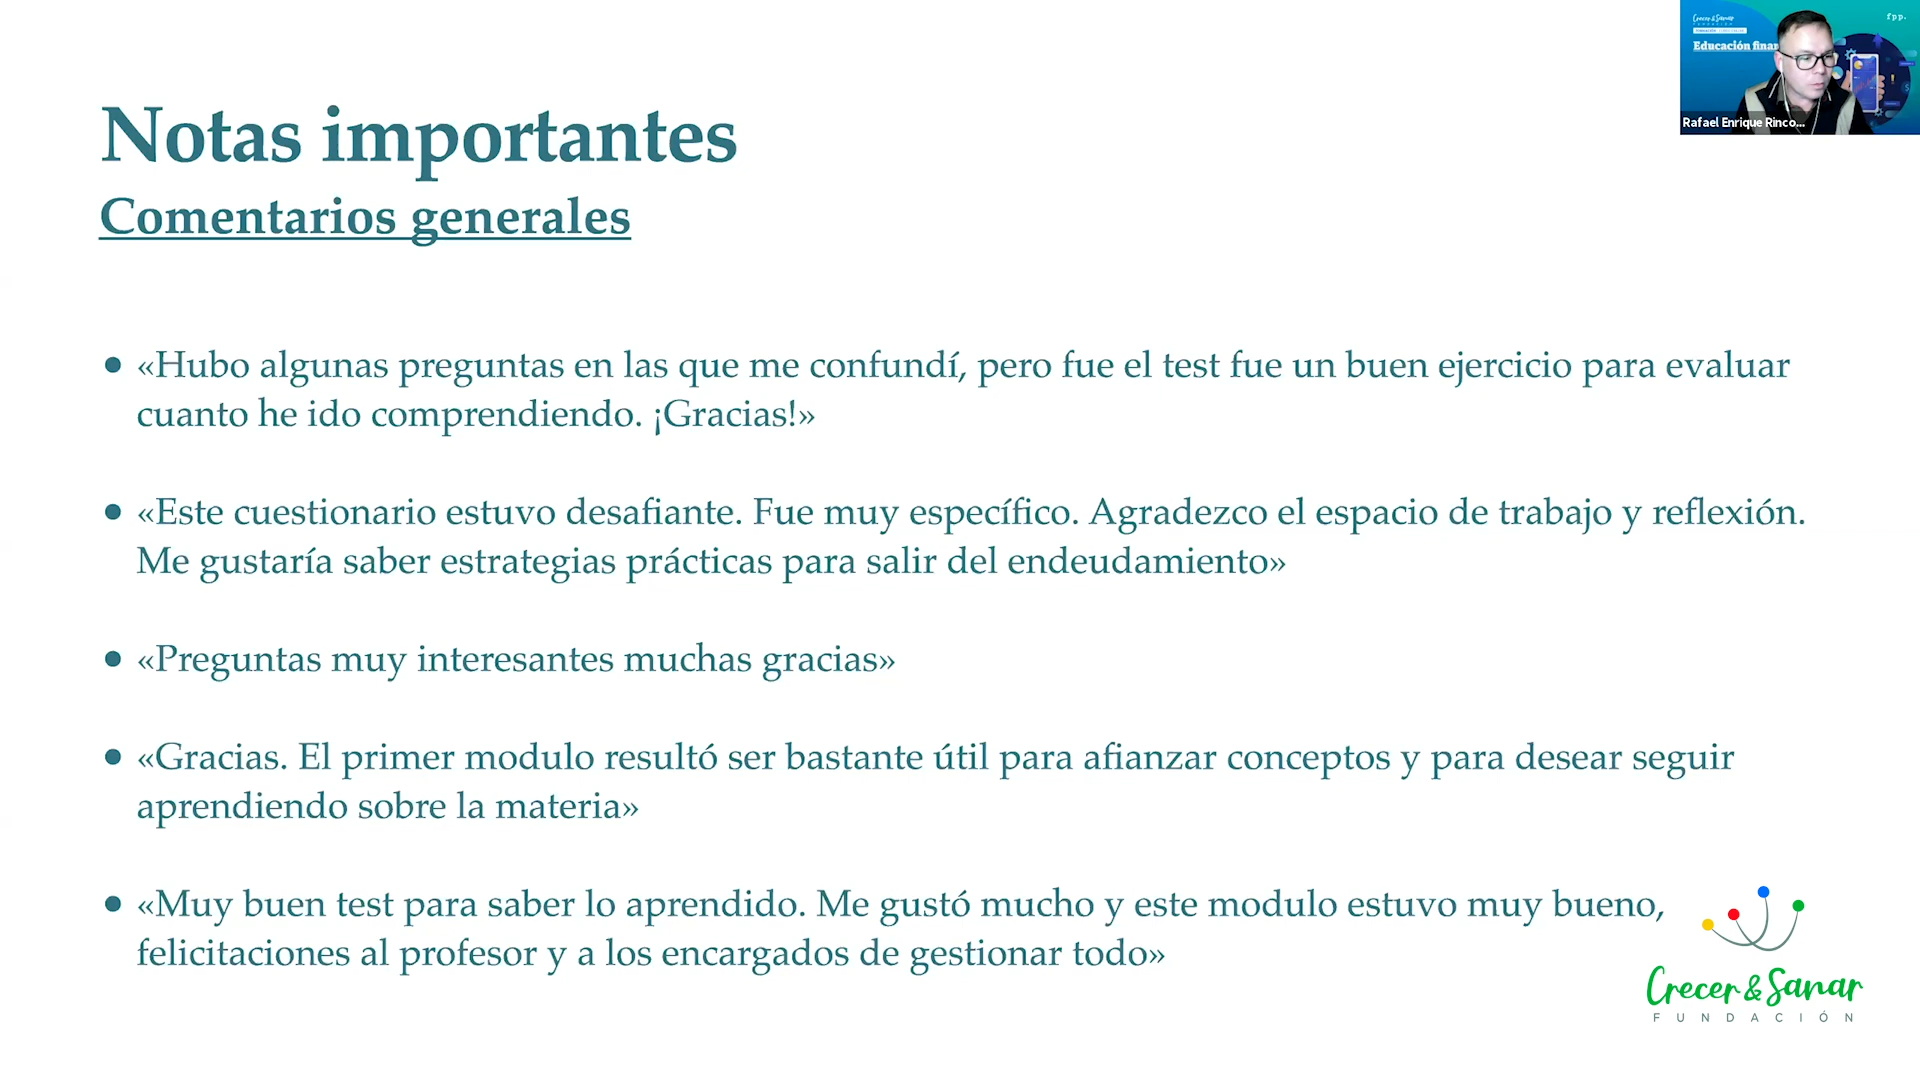 Notas importantes
Comentarios generales
• «Hubo algunas preguntas en las que me confundí, pero fue el test fue un buen ejercicio para evaluar
cuanto he ido comprendiendo. ¡Gracias!»
• «Este cuestionario estuvo desafiante. Fue muy específico. Agradezco el espacio de trabajo y reflexión.
Me gustaría saber estrategias prácticas para salir del endeudamiento»
• «Preguntas muy interesantes muchas gracias»
• «Gracias. El primer modulo resultó ser bastante útil para afianzar conceptos y para desear seguir
aprendiendo sobre la materia»
• «Muy buen test para saber lo aprendido. Me gustó mucho y este modulo estuvo muy bueno,
felicitaciones al profesor y a los encargados de gestionar todo»
Crecer & Sanar
FUNDACIÓN
Crecer & Sanar
fpp.
Educación finan
Rafael Enrique Rinco...